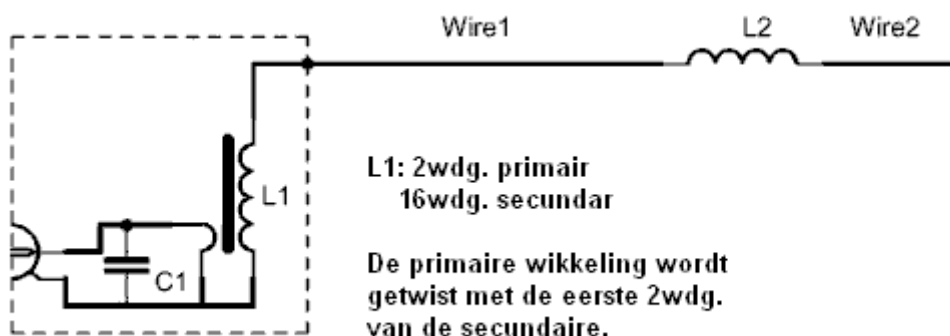 Wire1
L2
Wire2
L1
C1
L1: 2wdg. primair
16wdg. secundar
De primaire wikkeling wordt
getwist met de eerste 2wdg.
van de secundaire.